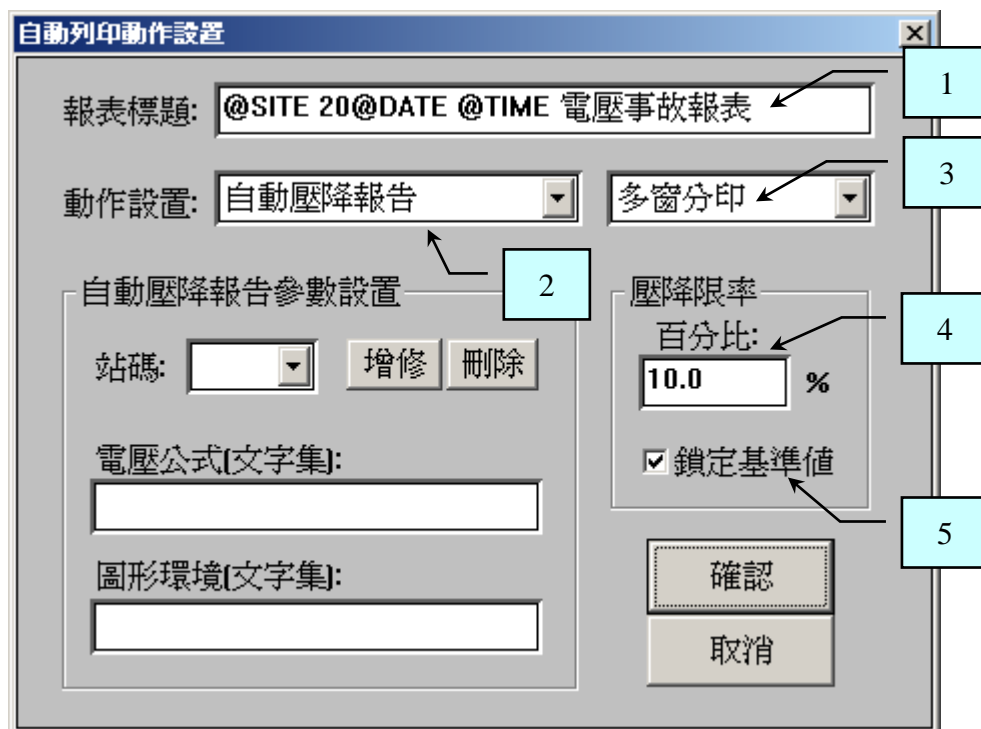 自動列印動作設置
1
報表標題: @SITE 20@DATE @TIME 電壓事故報表
3
動作設置: 自動壓降報告 多窗分印
2
自動壓降報告參數設置 壓降限率
4
百分比:
站碼: 增修 刪除
10.0 %
電壓公式(文字集): 鎖定基準值
5
圖形環境(文字集): 確認
取消